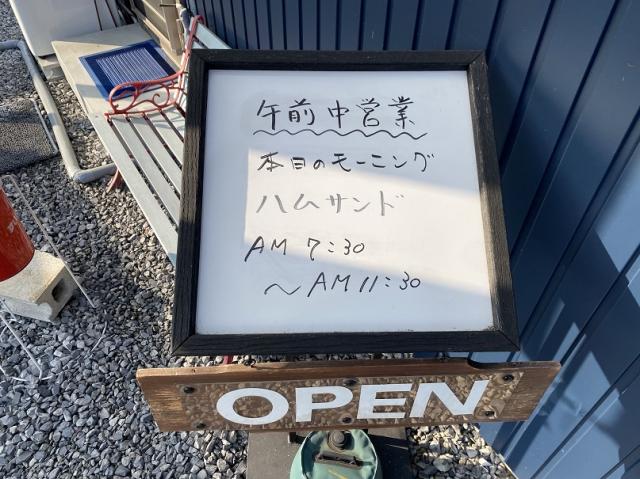 午前中営業
本日のモーニング
ハムサンド
AM 7:30
〜AM 11:30
OPEN